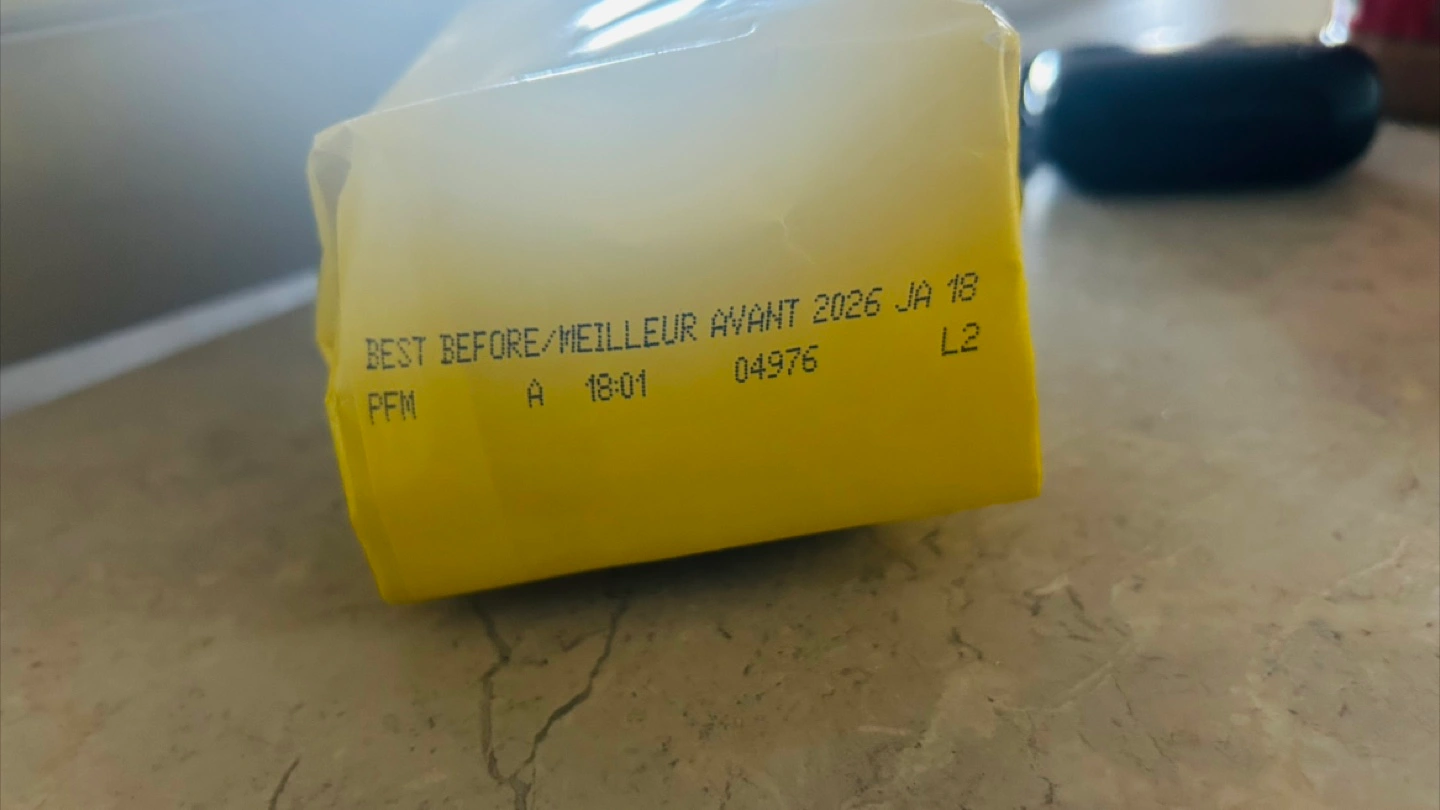 BEST BEFORE/MEILLEUR AVANT 2026 JA 18
PFM A 18:01 04976 L2